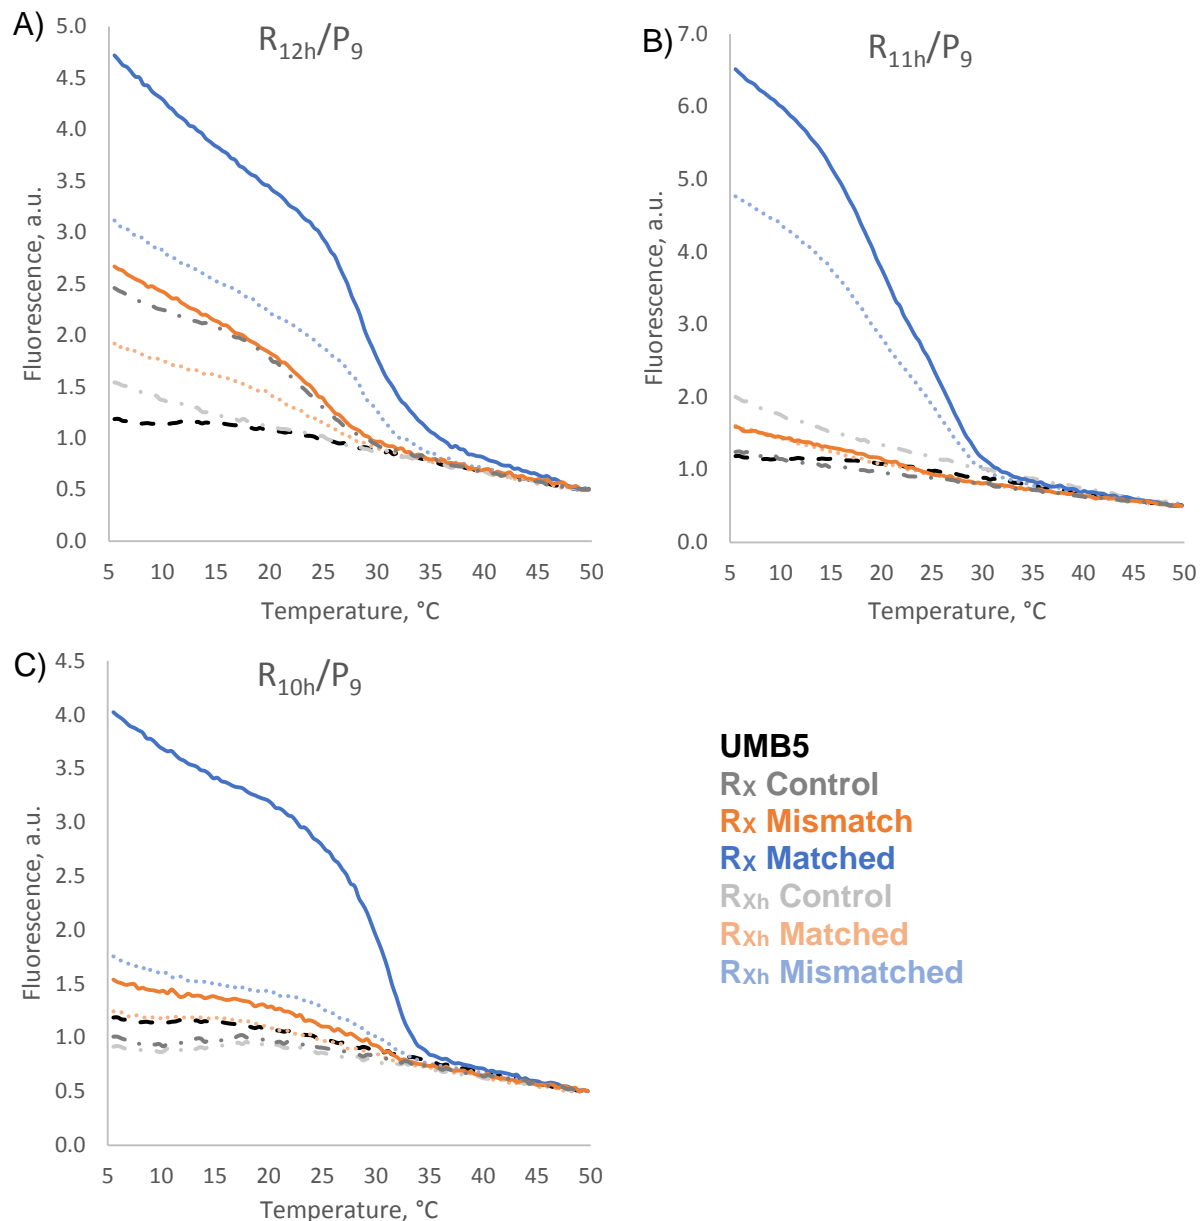 A)
R12h/P9
5.0
4.5
4.0
3.5
3.0
2.5
2.0
1.5
1.0
0.5
0.0
Fluorescence, a.u.
5 10 15 20 25 30 35 40 45 50
Temperature, °C
B)
R11h/P9
7.0
6.0
5.0
4.0
3.0
2.0
1.0
0.0
Fluorescence, a.u.
5 10 15 20 25 30 35 40 45 50
Temperature, °C
C)
R10h/P9
4.5
4.0
3.5
3.0
2.5
2.0
1.5
1.0
0.5
0.0
Fluorescence, a.u.
5 10 15 20 25 30 35 40 45 50
Temperature, °C
UMB5
RX Control
RX Mismatch
RX Matched
RXh Control
RXh Matched
RXh Mismatched